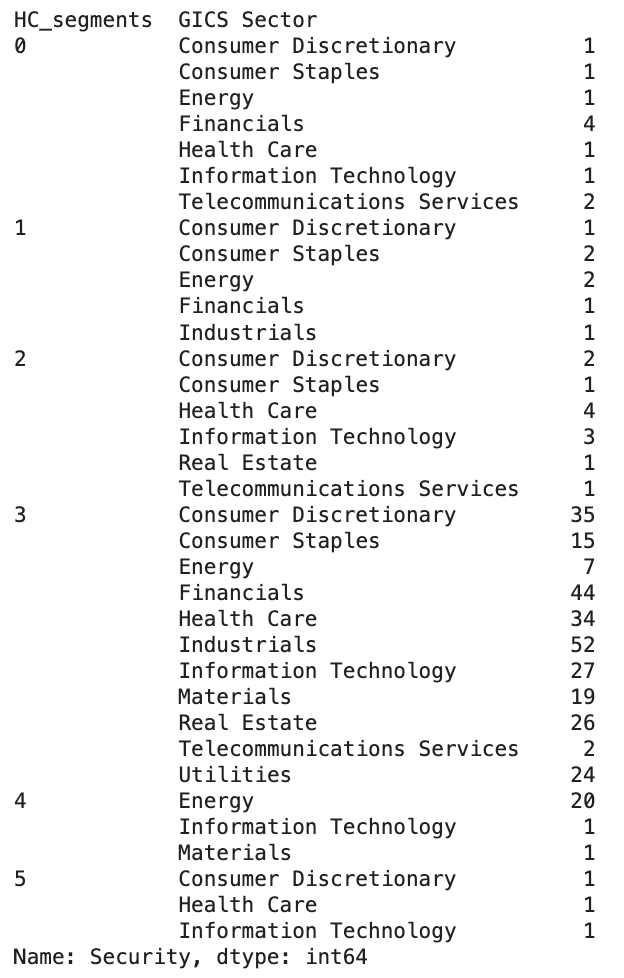 HC_segments  GICS Sector
0            Consumer Discretionary          1
             Consumer Staples                1
             Energy                          1
             Financials                      4
             Health Care                     1
             Information Technology          1
             Telecommunications Services     2
1            Consumer Discretionary          1
             Consumer Staples                2
             Energy                          2
             Financials                      1
             Industrials                     1
2            Consumer Discretionary          2
             Consumer Staples                1
             Health Care                     4
             Information Technology          3
             Real Estate                     1
             Telecommunications Services     1
3            Consumer Discretionary         35
             Consumer Staples               15
             Energy                          7
             Financials                     44
             Health Care                    34
             Industrials                    52
             Information Technology         27
             Materials                      19
             Real Estate                    26
             Telecommunications Services     2
             Utilities                      24
4            Energy                         20
             Information Technology          1
             Materials                       1
5            Consumer Discretionary          1
             Health Care                     1
             Information Technology          1
Name: Security, dtype: int64